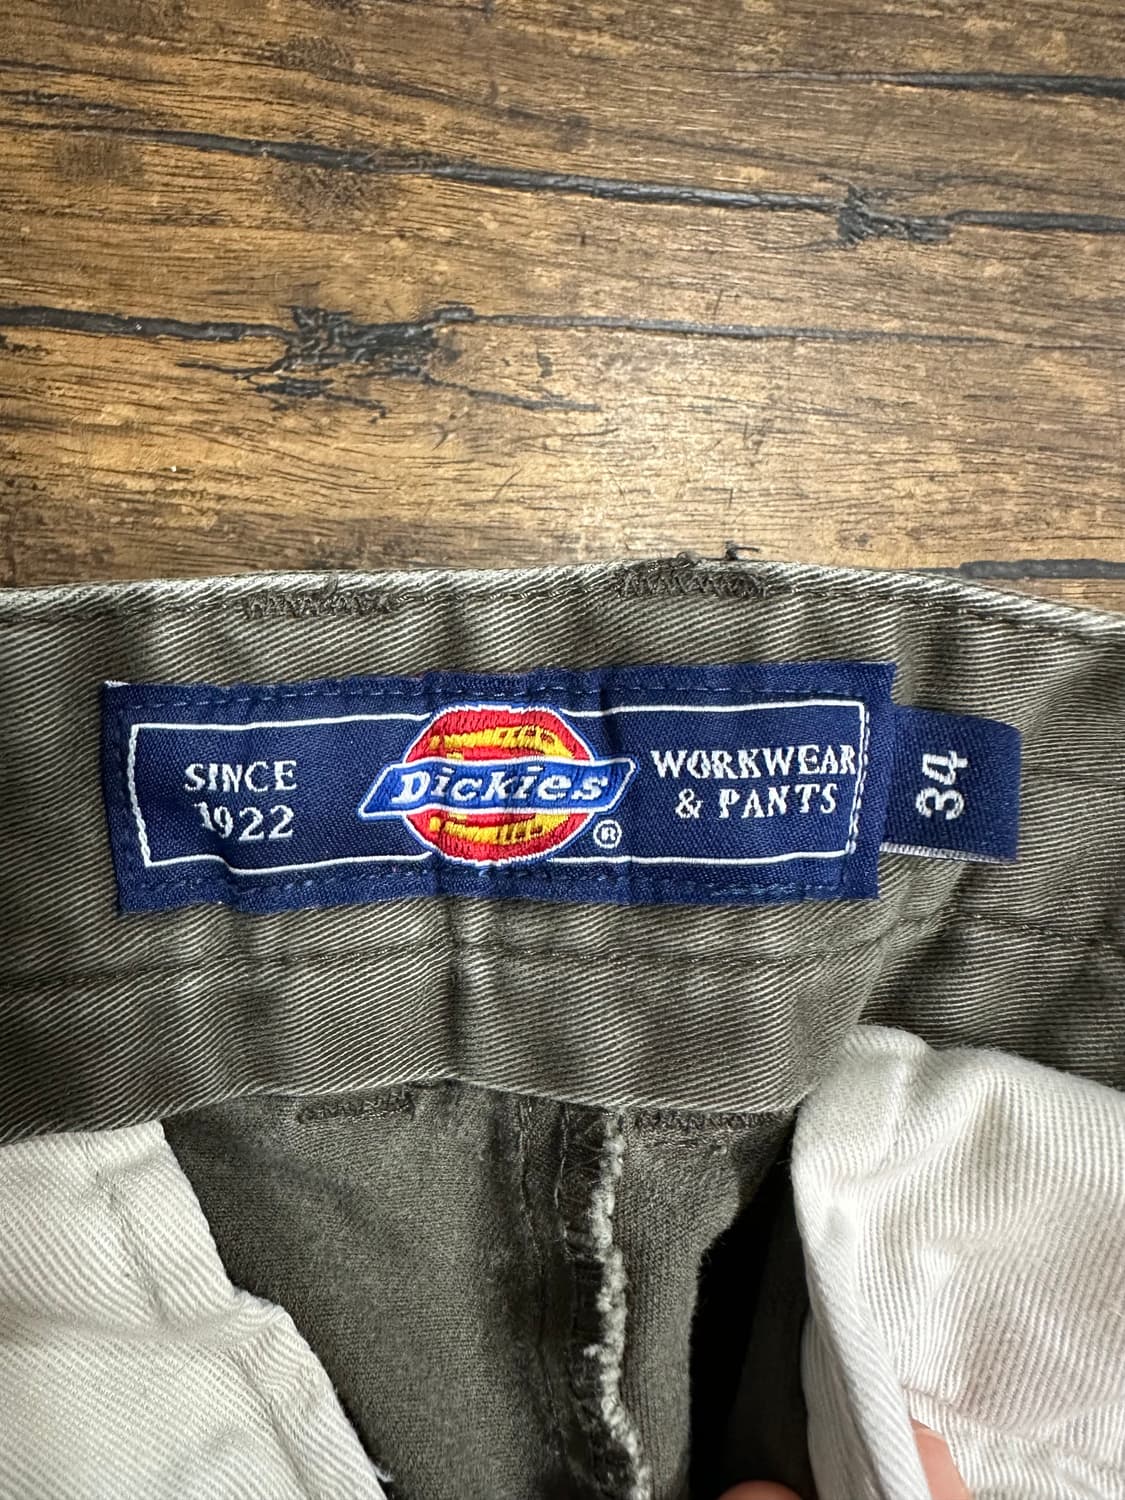 SINCE
1922
Dickies
®
WORKWEAR
& PANTS
34